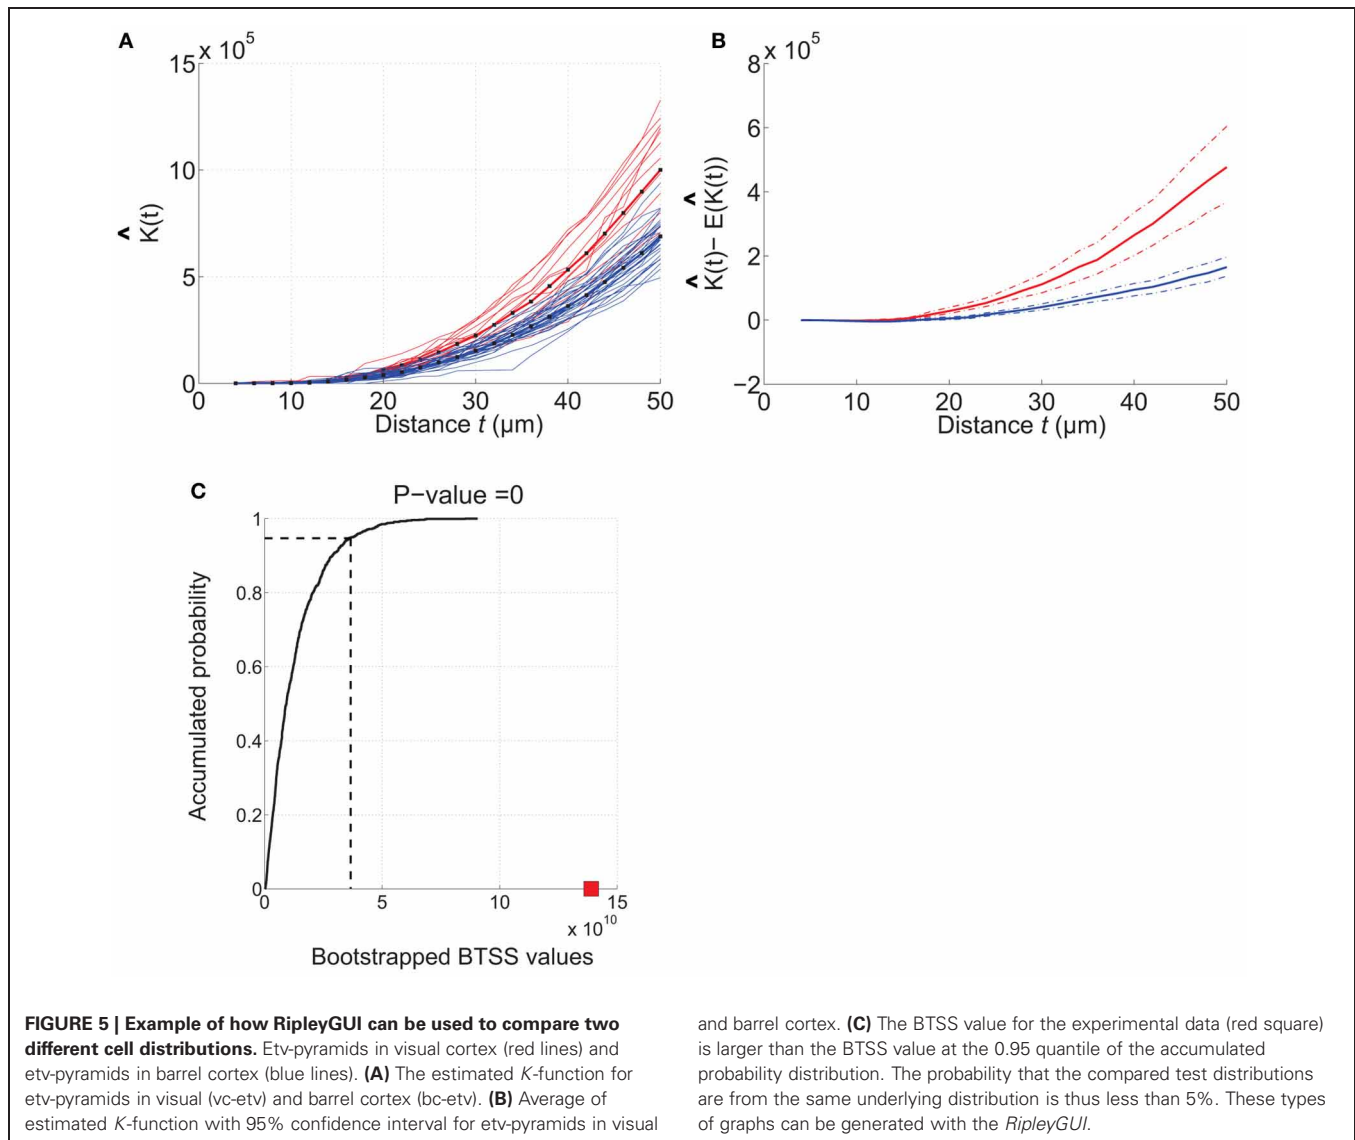 A
x 10^5
15
10
5
0
K̂(t)
0 10 20 30 40 50
Distance t (μm)
B
x 10^5
8
6
4
2
0
−2
K̂(t)− E(K̂(t))
0 10 20 30 40 50
Distance t (μm)
C
P−value =0
1
0.8
0.6
0.4
0.2
0
Accumulated probability
0 5 10 15
x 10^10
Bootstrapped BTSS values
FIGURE 5 | Example of how RipleyGUI can be used to compare two
different cell distributions. Etv-pyramids in visual cortex (red lines) and
etv-pyramids in barrel cortex (blue lines). (A) The estimated K-function for
etv-pyramids in visual (vc-etv) and barrel cortex (bc-etv). (B) Average of
estimated K-function with 95% confidence interval for etv-pyramids in visual
and barrel cortex. (C) The BTSS value for the experimental data (red square)
is larger than the BTSS value at the 0.95 quantile of the accumulated
probability distribution. The probability that the compared test distributions
are from the same underlying distribution is thus less than 5%. These types
of graphs can be generated with the RipleyGUI.